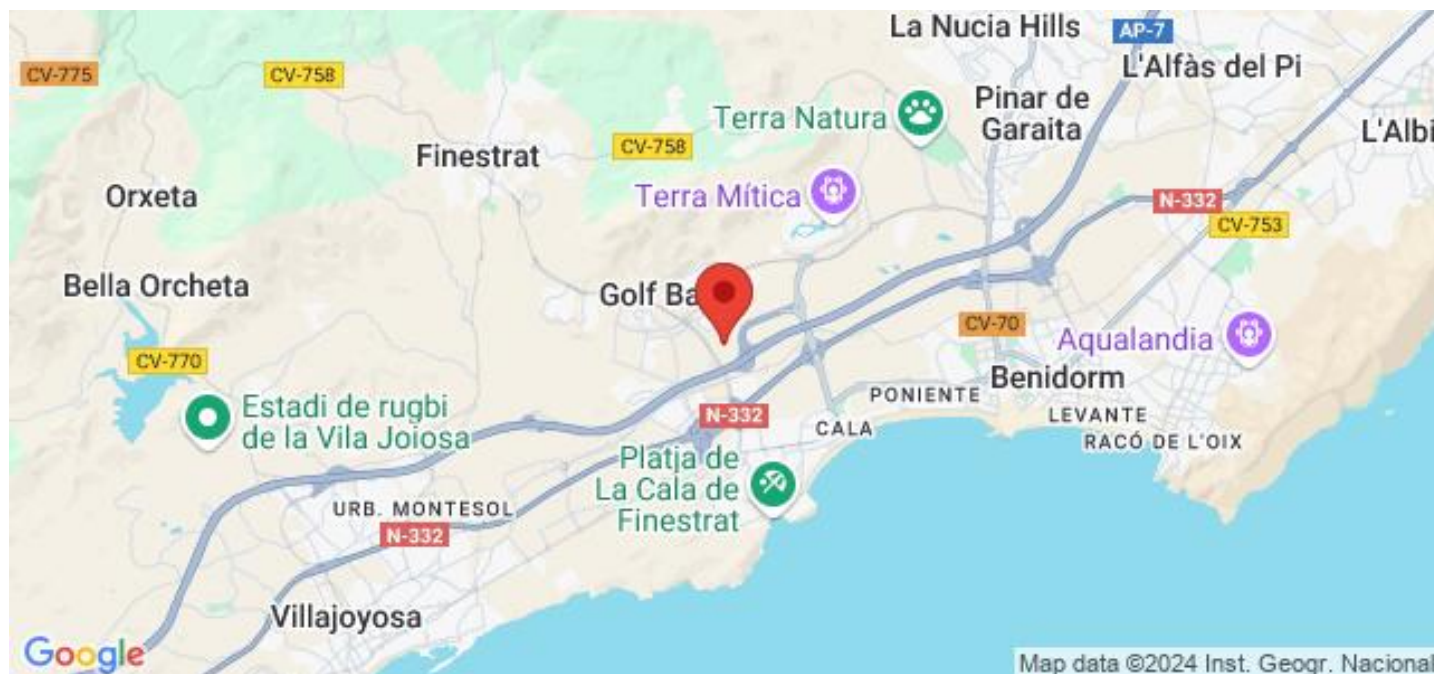 La Nucia Hills
AP-7
CV-775
CV-758
L'Alfàs del Pi
Terra Natura
Pinar de
Garaita
Finestrat
CV-758
L'Albi
Orxeta
Terra Mítica
N-332
CV-753
Bella Orcheta
Golf Ba
CV-70
Aqualandia
CV-770
Benidorm
PONIENTE
Estadi de rugbi
de la Vila Joiosa
N-332
CALA
LEVANTE
RACÓ DE L'OIX
Platja de
La Cala de
Finestrat
URB. MONTESOL
N-332
Villajoyosa
Google
Map data ©2024 Inst. Geogr. Nacional